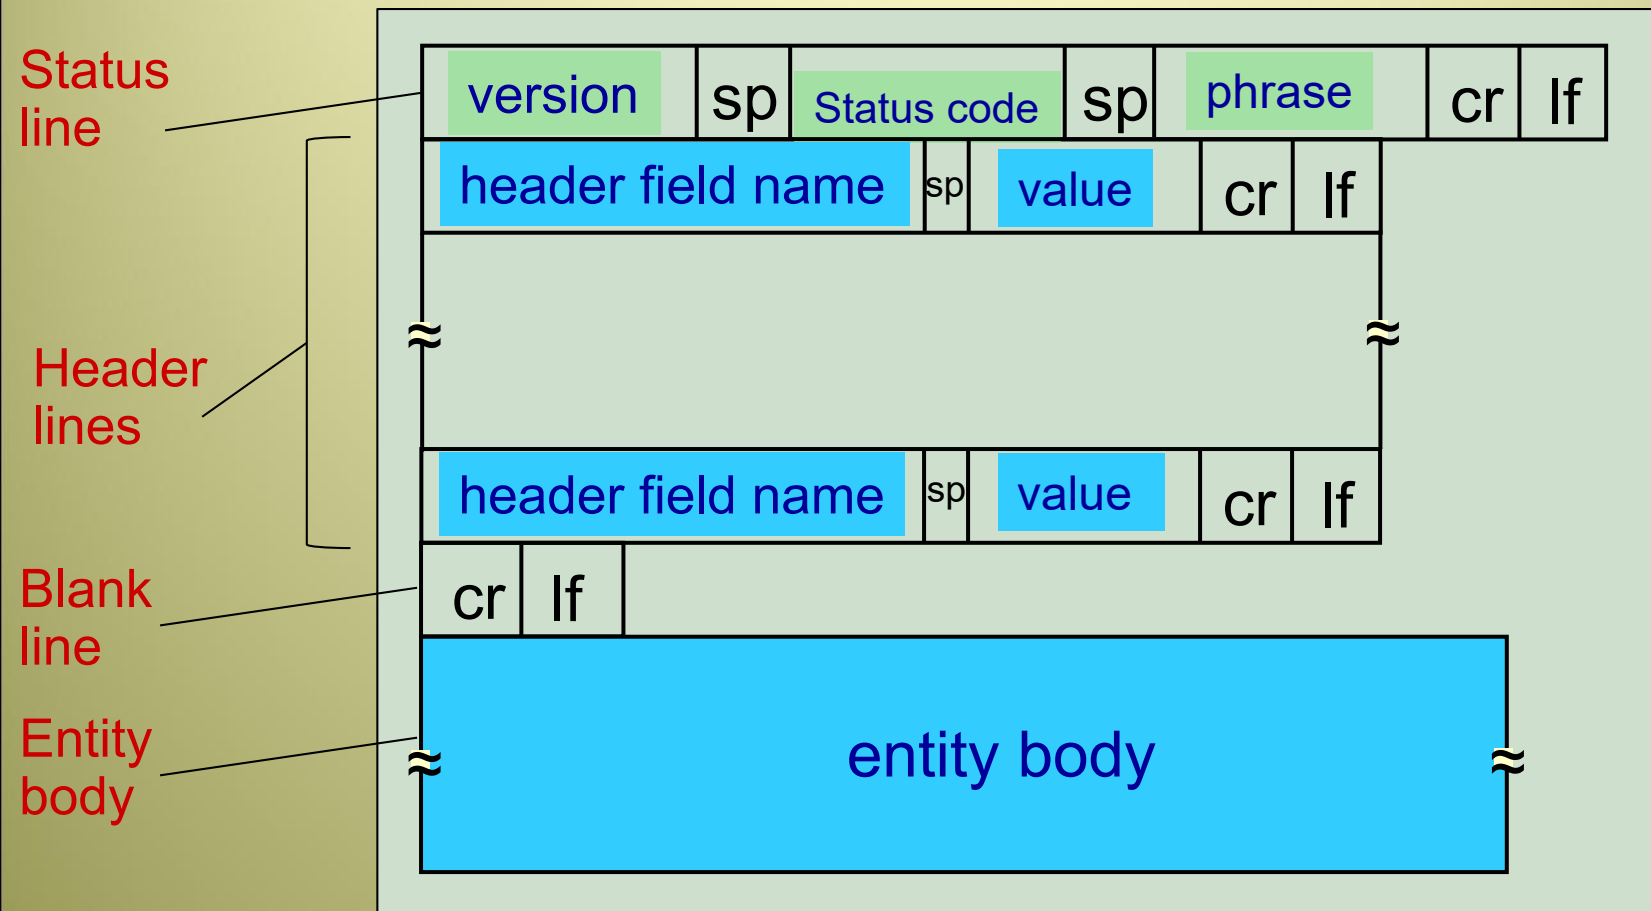 Status
line
version sp Status code sp phrase cr lf
header field name sp value cr lf
≈ ≈
Header
lines
header field name sp value cr lf
Blank
line
cr lf
Entity
body
≈ entity body ≈